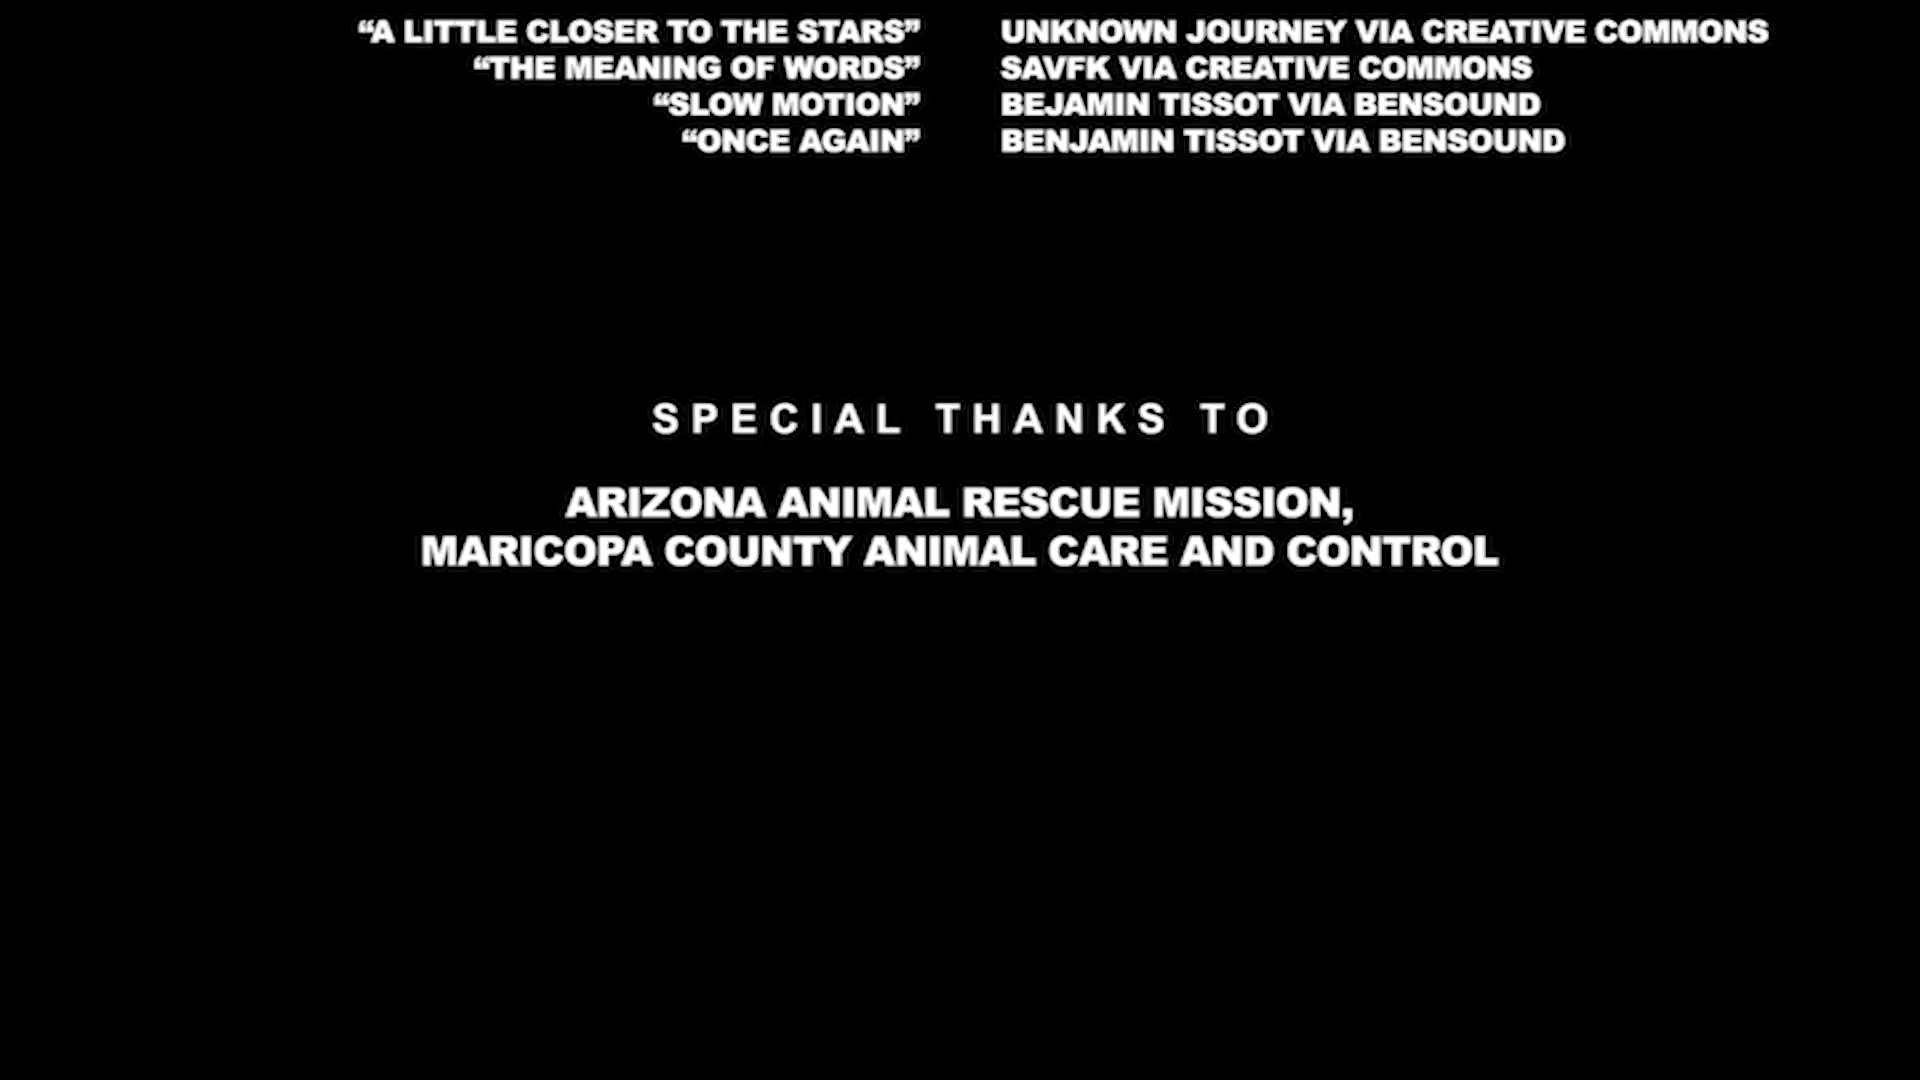 “A LITTLE CLOSER TO THE STARS” UNKNOWN JOURNEY VIA CREATIVE COMMONS
“THE MEANING OF WORDS” SAVFK VIA CREATIVE COMMONS
“SLOW MOTION” BEJAMIN TISSOT VIA BENSOUND
“ONCE AGAIN” BENJAMIN TISSOT VIA BENSOUND
SPECIAL THANKS TO
ARIZONA ANIMAL RESCUE MISSION,
MARICOPA COUNTY ANIMAL CARE AND CONTROL